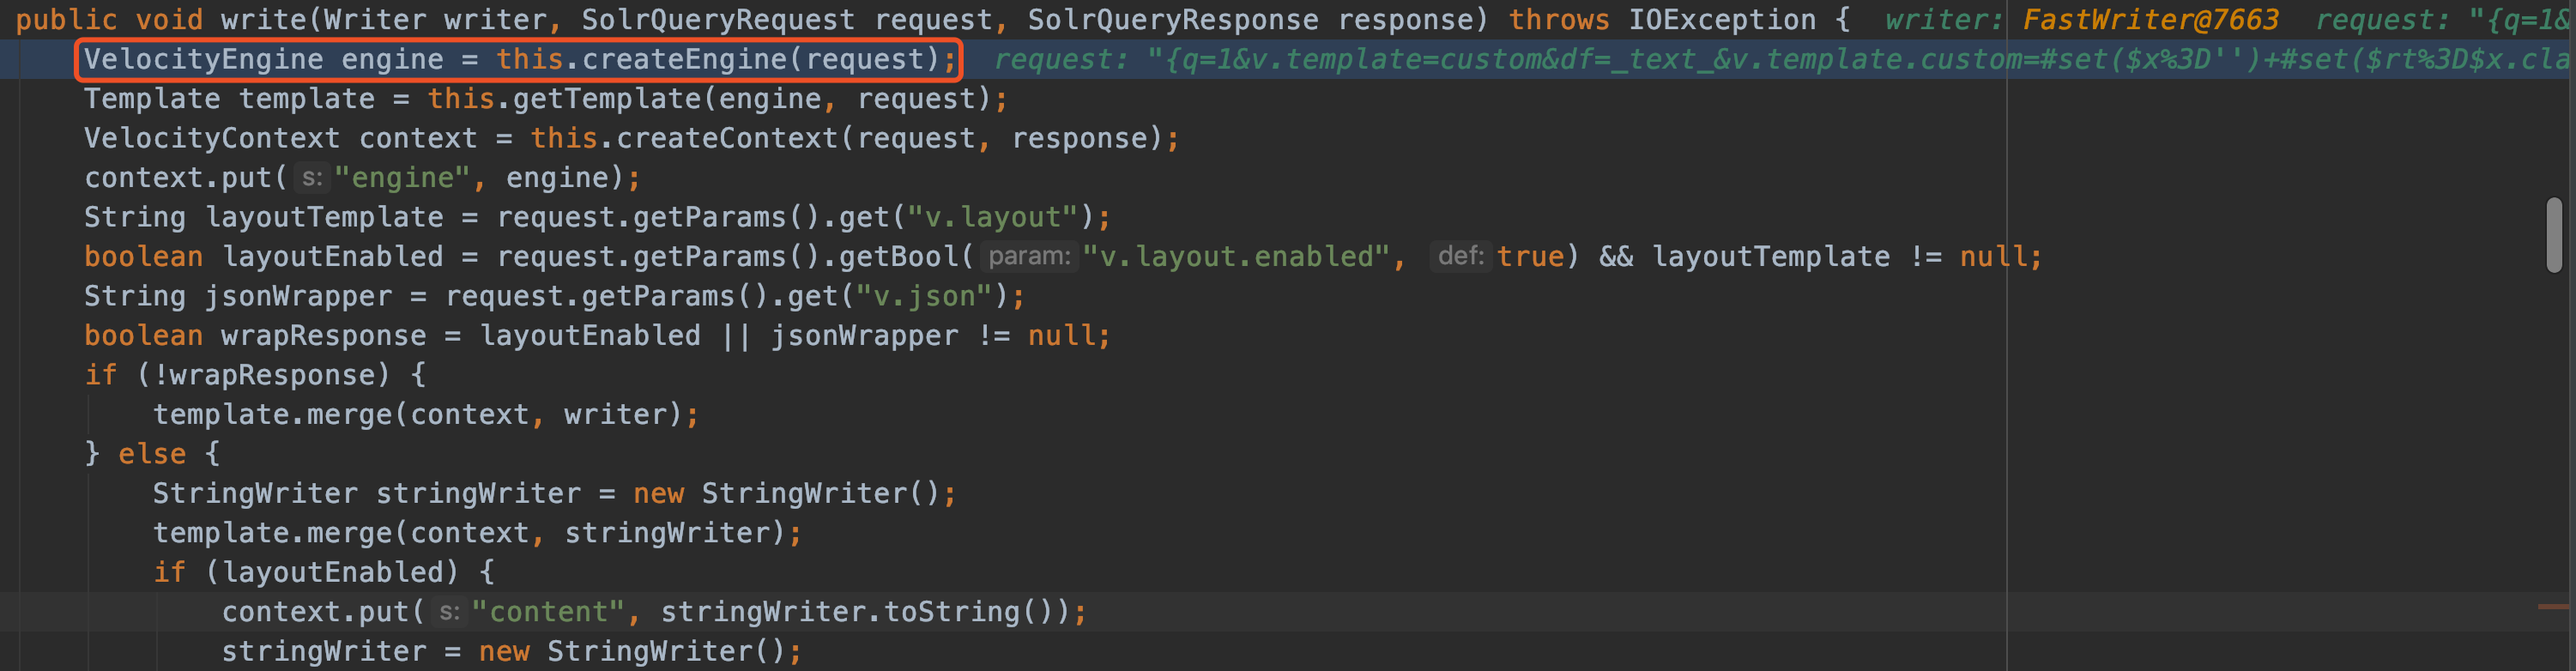 public void write(Writer writer, SolrQueryRequest request, SolrQueryResponse response) throws IOException {  writer: FastWriter@7663  request: "{q=1&
VelocityEngine engine = this.createEngine(request);  request: "{q=1&v.template=custom&df=_text_&v.template.custom=#set($x%3D'')+#set($rt%3D$x.cla
Template template = this.getTemplate(engine, request);
VelocityContext context = this.createContext(request, response);
context.put( s: "engine", engine);
String layoutTemplate = request.getParams().get("v.layout");
boolean layoutEnabled = request.getParams().getBool( param: "v.layout.enabled", def: true) && layoutTemplate != null;
String jsonWrapper = request.getParams().get("v.json");
boolean wrapResponse = layoutEnabled || jsonWrapper != null;
if (!wrapResponse) {
template.merge(context, writer);
} else {
StringWriter stringWriter = new StringWriter();
template.merge(context, stringWriter);
if (layoutEnabled) {
context.put( s: "content", stringWriter.toString());
stringWriter = new StringWriter();